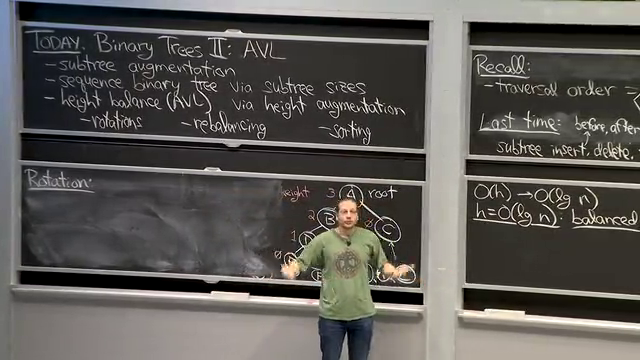 TODAY: Binary Trees II: AVL
- subtree augmentation
- sequence binary tree via subtree sizes
- height balance (AVL) via height augmentation
- rotations - rebalancing - sorting
Rotation:
height 3 A root
2 B
C
1
0
Recall:
- traversal order =
Last time: before, after
subtree insert, delete
O(h) → O(lg n)
h=O(lg n): balanced